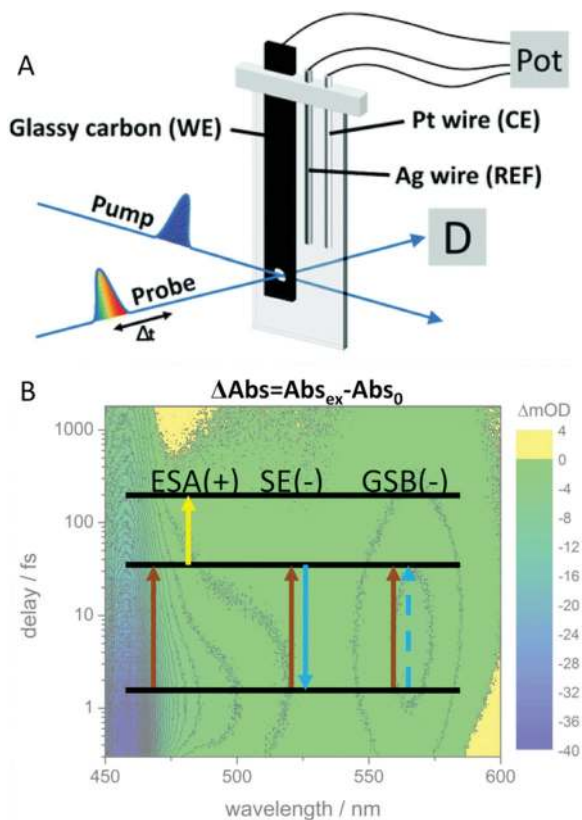 A
Pot
Glassy carbon (WE)
Pt wire (CE)
Ag wire (REF)
Pump
D
Probe
Δt
B
ΔAbs=Abs_ex-Abs_0
ΔmOD
1000
100
10
1
delay / fs
ESA(+) SE(-) GSB(-)
4
0
-4
-8
-12
-16
-20
-24
-28
-32
-36
-40
450 500 550 600
wavelength / nm